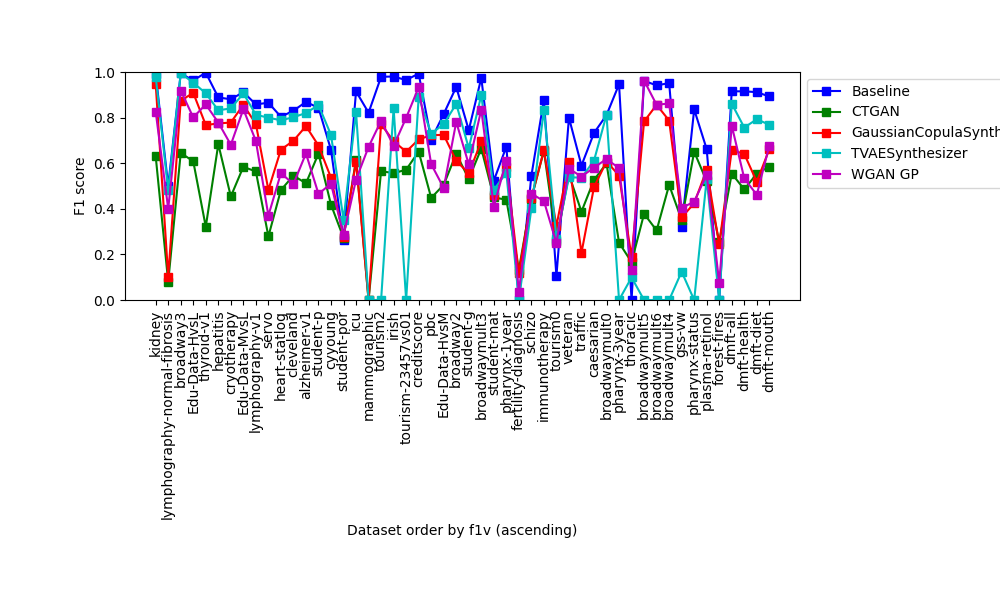 1.0
0.8
0.6
0.4
0.2
0.0
F1 score
Baseline
CTGAN
GaussianCopulaSynth
TVAESynthesizer
WGAN GP
kidney
lymphography-normal-fibrosis
broadway3
Edu-Data-HvsL
thyroid-v1
hepatitis
cryotherapy
Edu-Data-MvsL
lymphography-v1
servo
heart-statlog
cleveland
alzheimer-v1
student-p
cryyoung
student-por
icu
mammographic
tourism2
irish
tourism-23457vs01
creditscore
pbc
Edu-Data-HvsM
broadway2
student-g
broadwaymult3
student-mat
pharynx-1year
fertility-diagnosis
schizo
immunotherapy
tourism0
veteran
traffic
caesarian
broadwaymult0
pharynx-3year
thoracic
broadwaymult5
broadwaymult6
broadwaymult4
gss-vw
pharynx-status
plasma-retinol
forest-fires
dmft-all
dmft-health
dmft-diet
dmft-mouth
Dataset order by f1v (ascending)